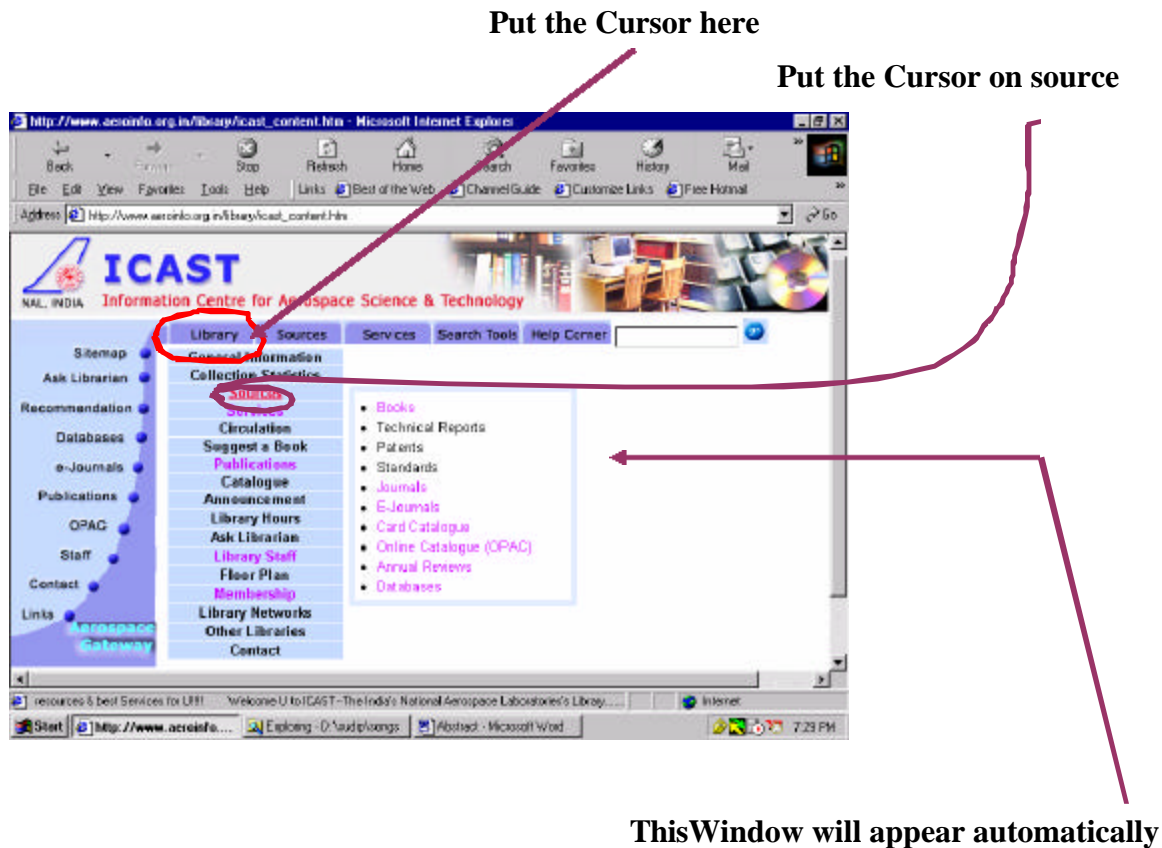 Put the Cursor here
Put the Cursor on source
http://www.aeroinfo.org.in/library/icast_content.htm - Microsoft Internet Explorer
Back Stop Refresh Home Search Favorites History Mail
File Edit View Favorites Tools Help Links Best of the Web Channel Guide Customize Links Free Hotmail
Address http://www.aeroinfo.org.in/library/icast_content.htm Go
ICAST
NAL, INDIA Information Centre for Aerospace Science & Technology
Library Sources Services Search Tools Help Corner
Sitemap
Ask Librarian
Recommendation
Databases
e-Journals
Publications
OPAC
Staff
Contact
Links
Aerospace
Gateway
General Information
Collection Statistics
Sources
Services
Circulation
Suggest a Book
Publications
Catalogue
Announcement
Library Hours
Ask Librarian
Library Staff
Floor Plan
Membership
Library Networks
Other Libraries
Contact
• Books
• Technical Reports
• Patents
• Standards
• Journals
• E-Journals
• Card Catalogue
• Online Catalogue (OPAC)
• Annual Reviews
• Databases
resources & best Services for U!!!! Welcome U to ICAST - The India's National Aerospace Laboratories's Library...... Internet
Start http://www.aeroinfo.... Exploring - D:\audip\songs Abstract - Microsoft Word 7:29 PM
ThisWindow will appear automatically